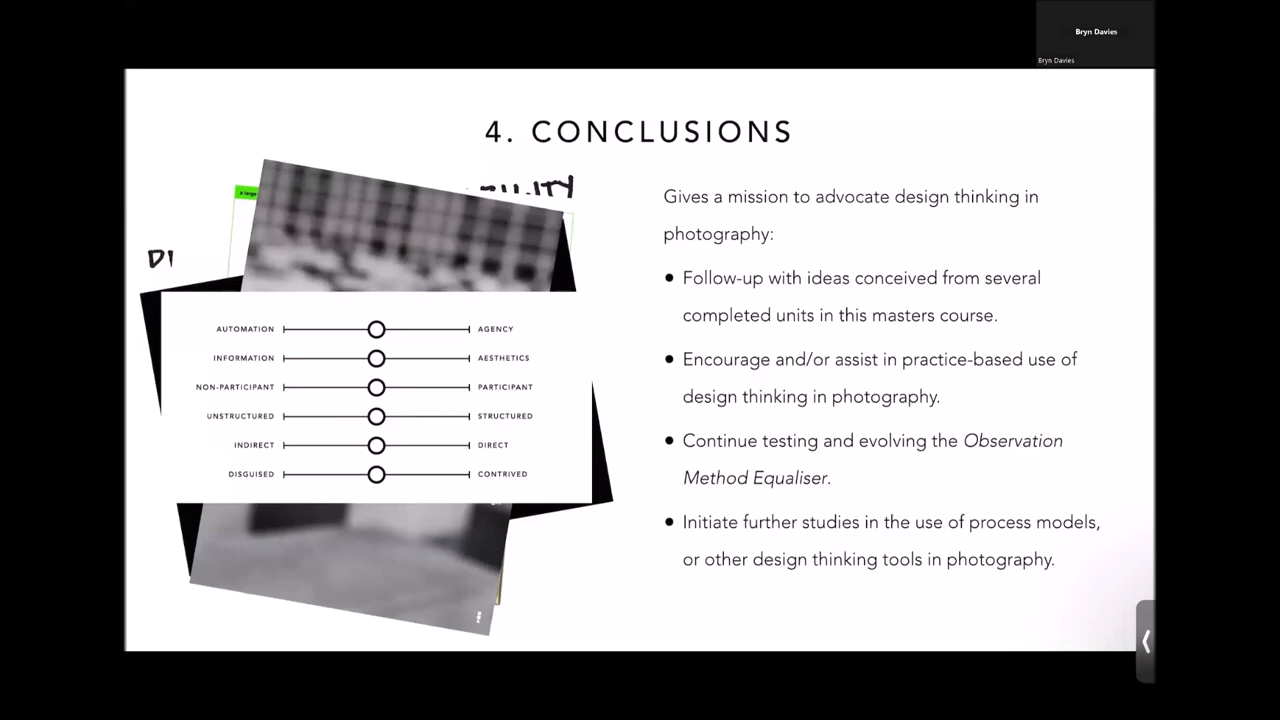 Bryn Davies
Bryn Davies
4. CONCLUSIONS
a large
DI
ILITY
AUTOMATION AGENCY
INFORMATION AESTHETICS
NON-PARTICIPANT PARTICIPANT
UNSTRUCTURED STRUCTURED
INDIRECT DIRECT
DISGUISED CONTRIVED
Gives a mission to advocate design thinking in
photography:
• Follow-up with ideas conceived from several
completed units in this masters course.
• Encourage and/or assist in practice-based use of
design thinking in photography.
• Continue testing and evolving the Observation
Method Equaliser.
• Initiate further studies in the use of process models,
or other design thinking tools in photography.